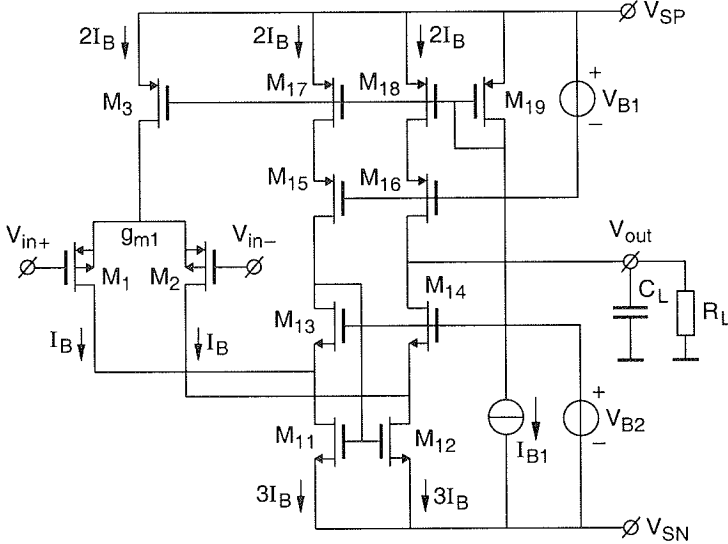 V_SP
2I_B 2I_B 2I_B
M_3 M_17 M_18 M_19 + V_B1 −
M_15 M_16
V_in+ g_m1 V_in− V_out
M_1 M_2 M_14 C_L R_L
I_B I_B M_13
M_11 M_12 I_B1 + V_B2 −
3I_B 3I_B
V_SN